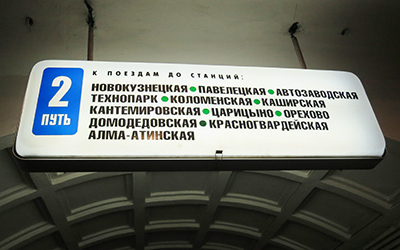 2
ПУТЬ
К ПОЕЗДАМ ДО СТАНЦИЙ:
НОВОКУЗНЕЦКАЯ • ПАВЕЛЕЦКАЯ • АВТОЗАВОДСКАЯ
ТЕХНОПАРК • КОЛОМЕНСКАЯ • КАШИРСКАЯ
КАНТЕМИРОВСКАЯ • ЦАРИЦЫНО • ОРЕХОВО
ДОМОДЕДОВСКАЯ • КРАСНОГВАРДЕЙСКАЯ
АЛМА-АТИНСКАЯ